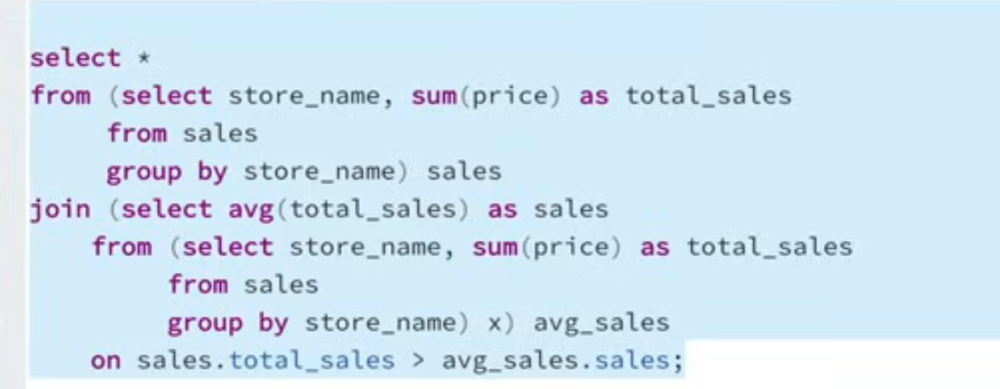 select *
from (select store_name, sum(price) as total_sales
from sales
group by store_name) sales
join (select avg(total_sales) as sales
from (select store_name, sum(price) as total_sales
from sales
group by store_name) x) avg_sales
on sales.total_sales > avg_sales.sales;